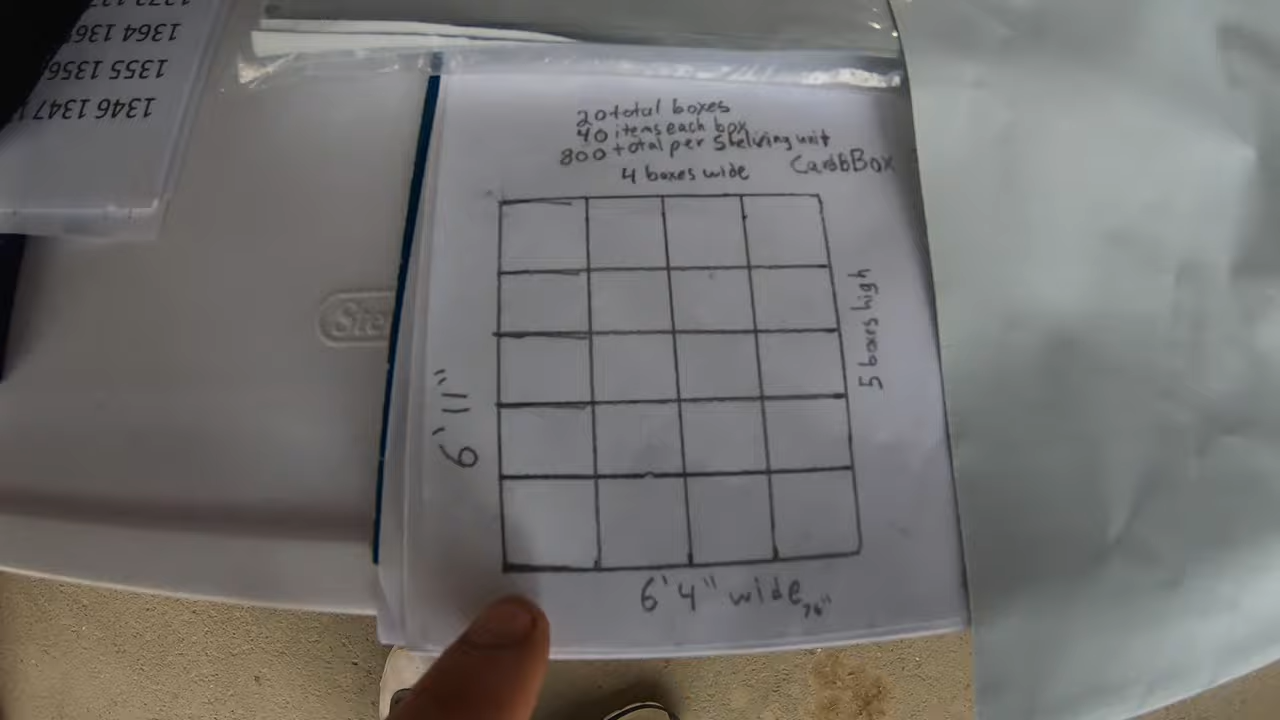 1364 136
1355 1356
1346 1347
Ste
20 total boxes
40 items each box
800 total per Shelving unit
4 boxes wide
CardbBox
5 boxes high
6' 11"
6' 4" wide 76"